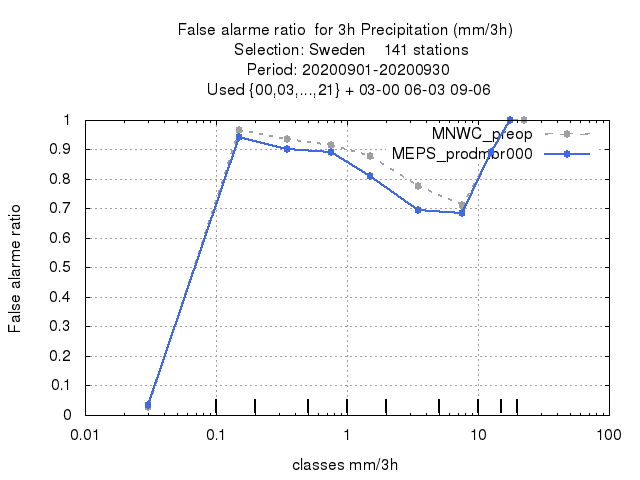 False alarme ratio  for 3h Precipitation (mm/3h)
Selection: Sweden    141 stations
Period: 20200901-20200930
Used {00,03,...,21} + 03-00 06-03 09-06
MNWC_preop
MEPS_prodmbr000
False alarme ratio
1
0.9
0.8
0.7
0.6
0.5
0.4
0.3
0.2
0.1
0
0.01
0.1
1
10
100
classes mm/3h